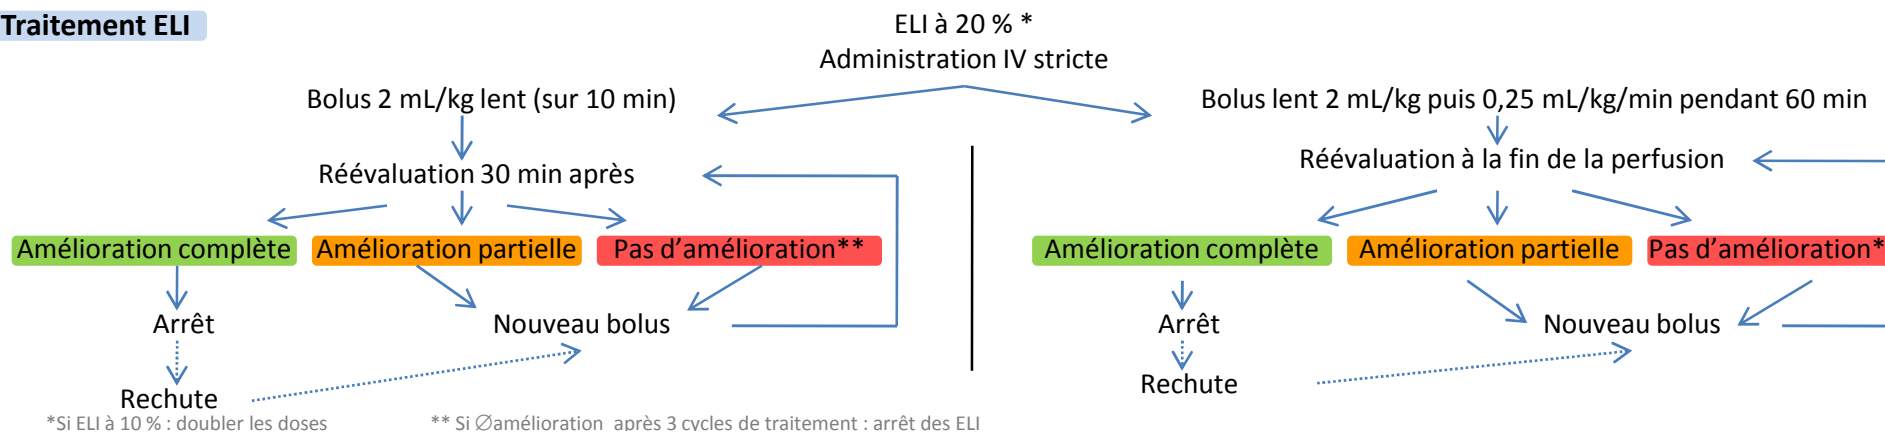 Traitement ELI
ELI à 20 % *
Administration IV stricte
Bolus 2 mL/kg lent (sur 10 min)
Réévaluation 30 min après
Amélioration complète
Amélioration partielle
Pas d’amélioration**
Arrêt
Nouveau bolus
Rechute
Bolus lent 2 mL/kg puis 0,25 mL/kg/min pendant 60 min
Réévaluation à la fin de la perfusion
Amélioration complète
Amélioration partielle
Pas d’amélioration*
Arrêt
Nouveau bolus
Rechute
*Si ELI à 10 % : doubler les doses
** Si ∅amélioration après 3 cycles de traitement : arrêt des ELI